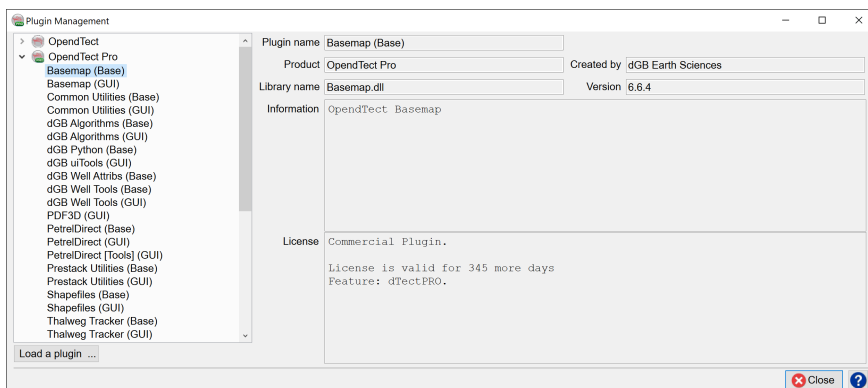 Plugin Management
OpendTect
OpendTect Pro
Basemap (Base)
Basemap (GUI)
Common Utilities (Base)
Common Utilities (GUI)
dGB Algorithms (Base)
dGB Algorithms (GUI)
dGB Python (Base)
dGB uiTools (GUI)
dGB Well Attribs (Base)
dGB Well Tools (Base)
dGB Well Tools (GUI)
PDF3D (GUI)
PetrelDirect (Base)
PetrelDirect (GUI)
PetrelDirect [Tools] (GUI)
Prestack Utilities (Base)
Prestack Utilities (GUI)
Shapefiles (Base)
Shapefiles (GUI)
Thalweg Tracker (Base)
Thalweg Tracker (GUI)
Load a plugin ...
Plugin name Basemap (Base)
Product OpendTect Pro Created by dGB Earth Sciences
Library name Basemap.dll Version 6.6.4
Information OpendTect Basemap
License Commercial Plugin.
License is valid for 345 more days
Feature: dTectPRO.
Close ?